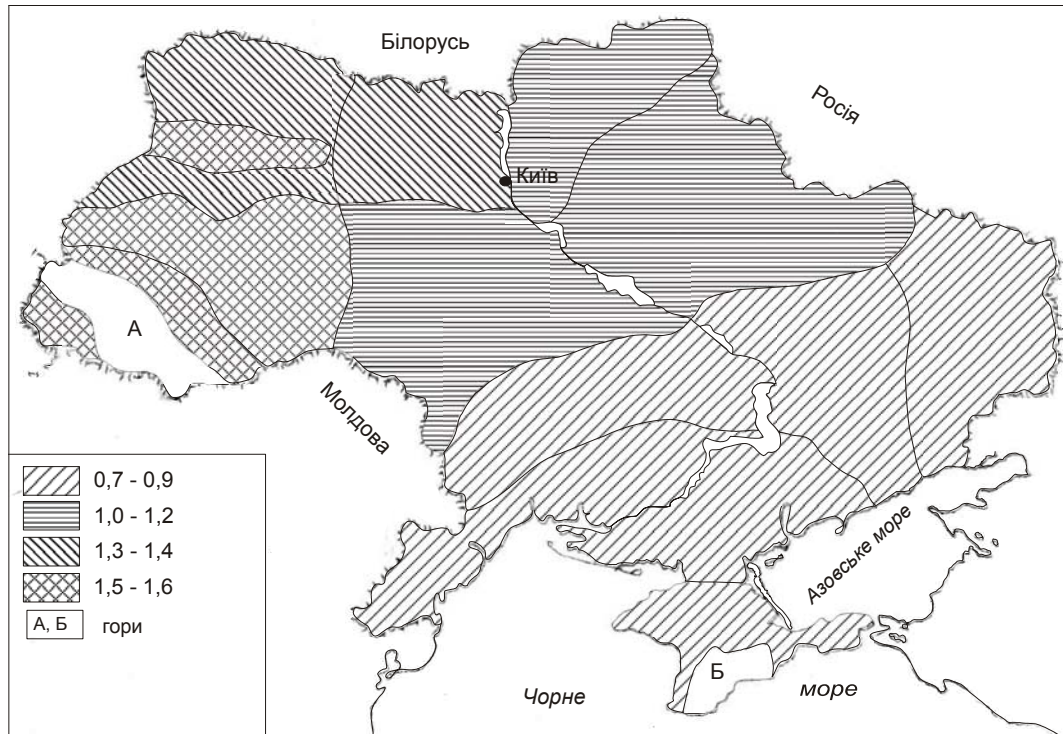 Білорусь
Росія
Київ
А
Молдова
0,7 - 0,9
1,0 - 1,2
1,3 - 1,4
1,5 - 1,6
А, Б гори
Азовське море
Б
Чорне море